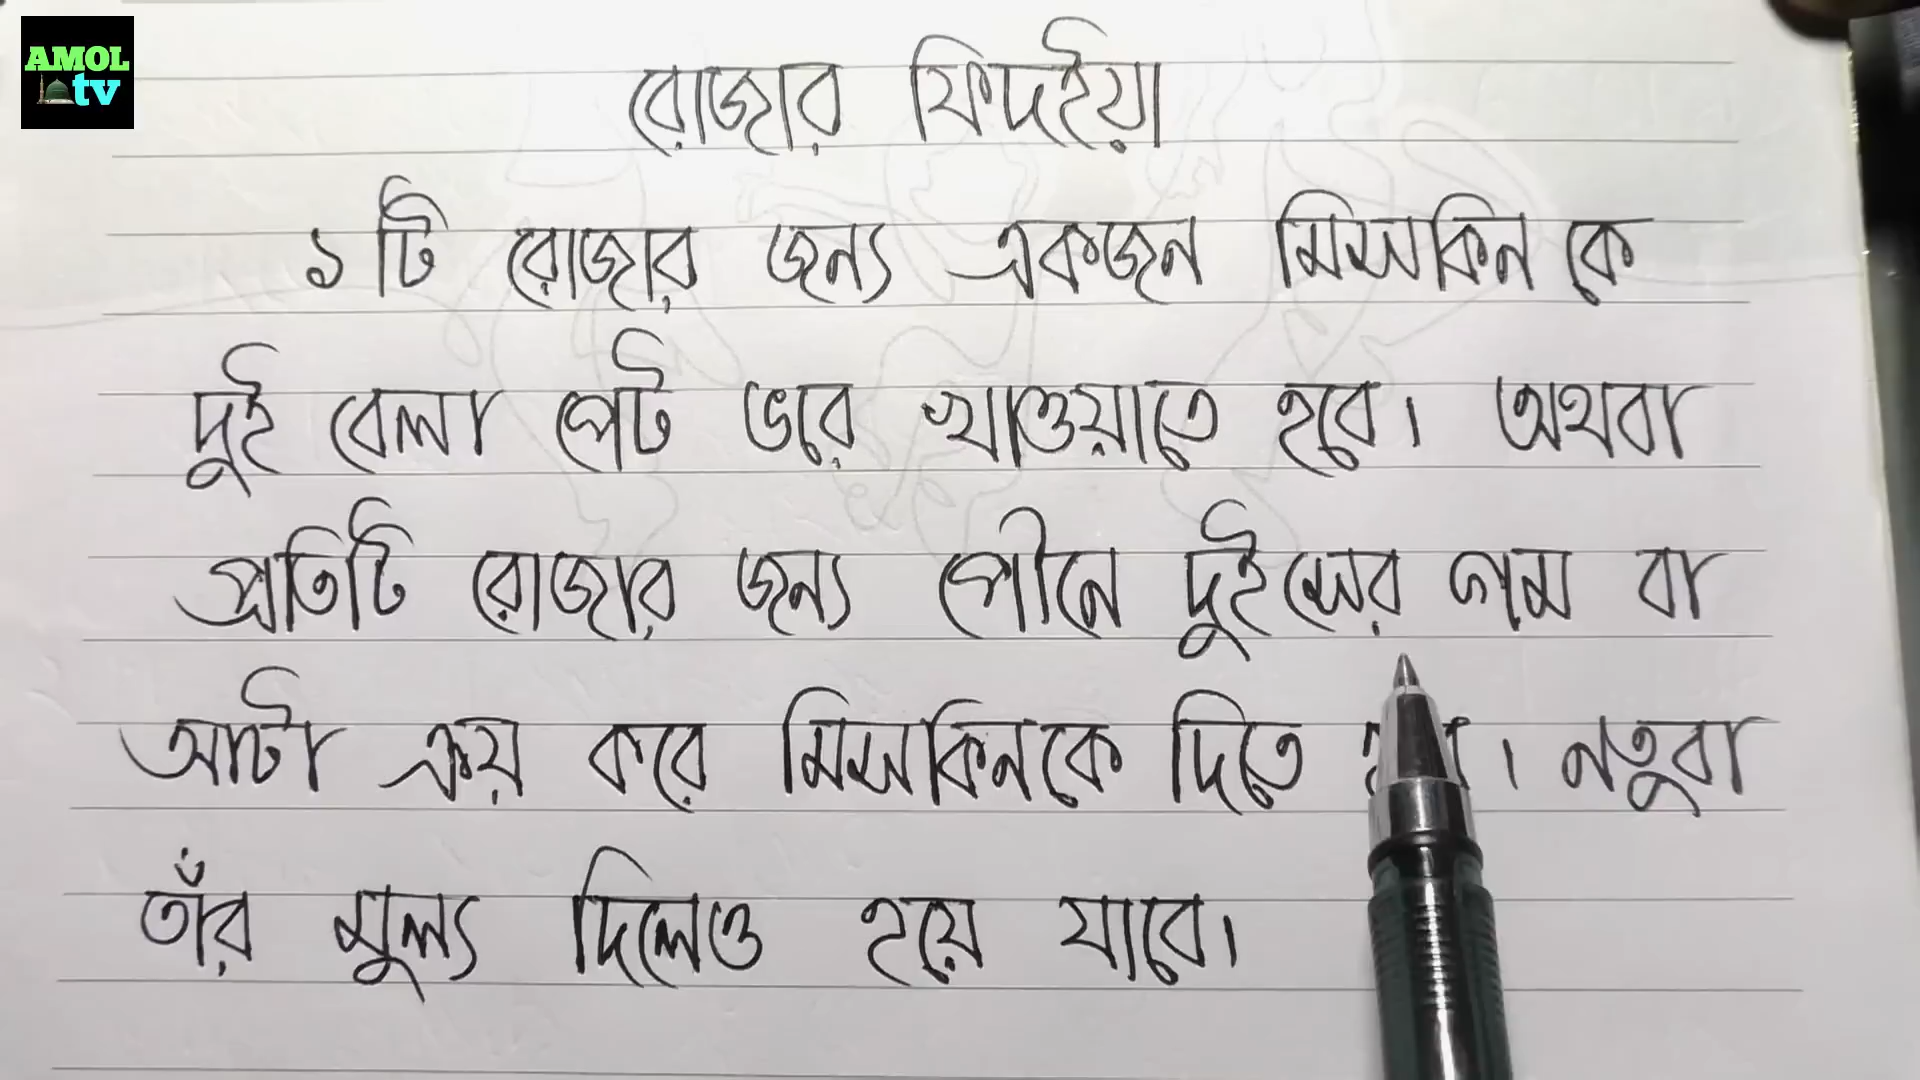 AMOL
tv
রোজার ফিদইয়া
১টি রোজার জন্য একজন মিসকিন কে
দুই বেলা পেট ভরে খাওয়াতে হবে। অথবা
প্রতিটি রোজার জন্য পৌনে দুইসের গম বা
আটা ক্রয় করে মিসকিনকে দিতে । নতুবা
তাঁর মূল্য দিলেও হয়ে যাবে।